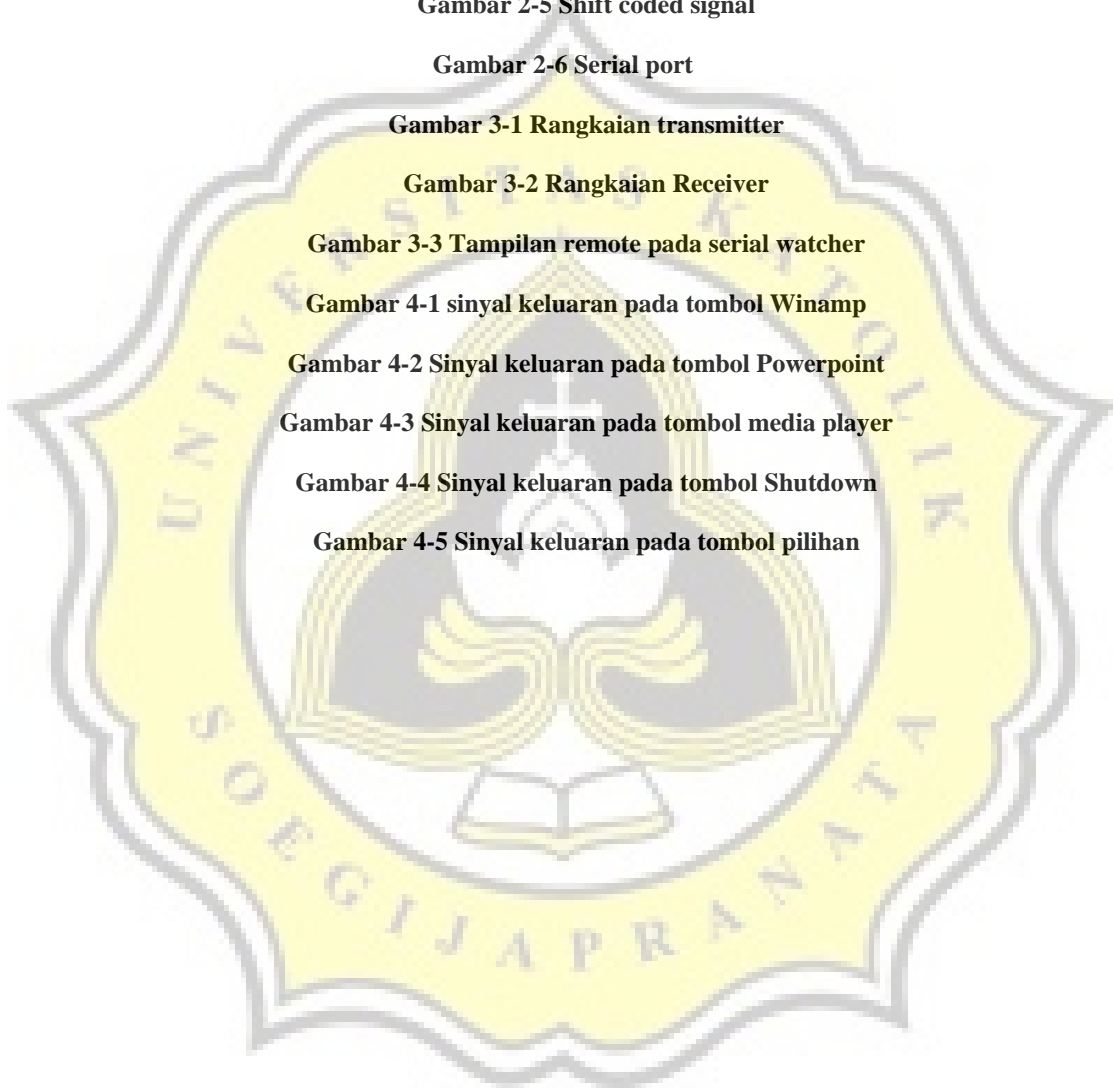 Gambar 2-5 Shift coded signal
Gambar 2-6 Serial port
Gambar 3-1 Rangkaian transmitter
Gambar 3-2 Rangkaian Receiver
Gambar 3-3 Tampilan remote pada serial watcher
Gambar 4-1 sinyal keluaran pada tombol Winamp
Gambar 4-2 Sinyal keluaran pada tombol Powerpoint
Gambar 4-3 Sinyal keluaran pada tombol media player
Gambar 4-4 Sinyal keluaran pada tombol Shutdown
Gambar 4-5 Sinyal keluaran pada tombol pilihan
UNIVERSITAS KATOLIK
SOEGIJAPRANATA